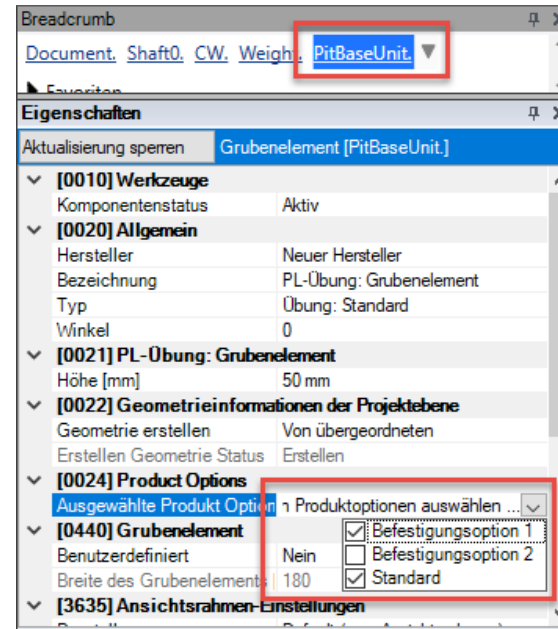 Breadcrumb
Document. Shaft0. CW. Weight. PitBaseUnit.
Favoriten
Eigenschaften
Aktualisierung sperren Grubenelement [PitBaseUnit.]
[0010] Werkzeuge
Komponentenstatus Aktiv
[0020] Allgemein
Hersteller Neuer Hersteller
Bezeichnung PL-Übung: Grubenelement
Typ Übung: Standard
Winkel 0
[0021] PL-Übung: Grubenelement
Höhe [mm] 50 mm
[0022] Geometrieinformationen der Projektebene
Geometrie erstellen Von übergeordneten
Erstellen Geometrie Status Erstellen
[0024] Product Options
Ausgewählte Produkt Option Produktoptionen auswählen ...
Befestigungsoption 1
[0440] Grubenelement
Benutzerdefiniert Nein Befestigungsoption 2
Breite des Grubenelements 180 Standard
[3635] Ansichtsrahmen-Einstellungen